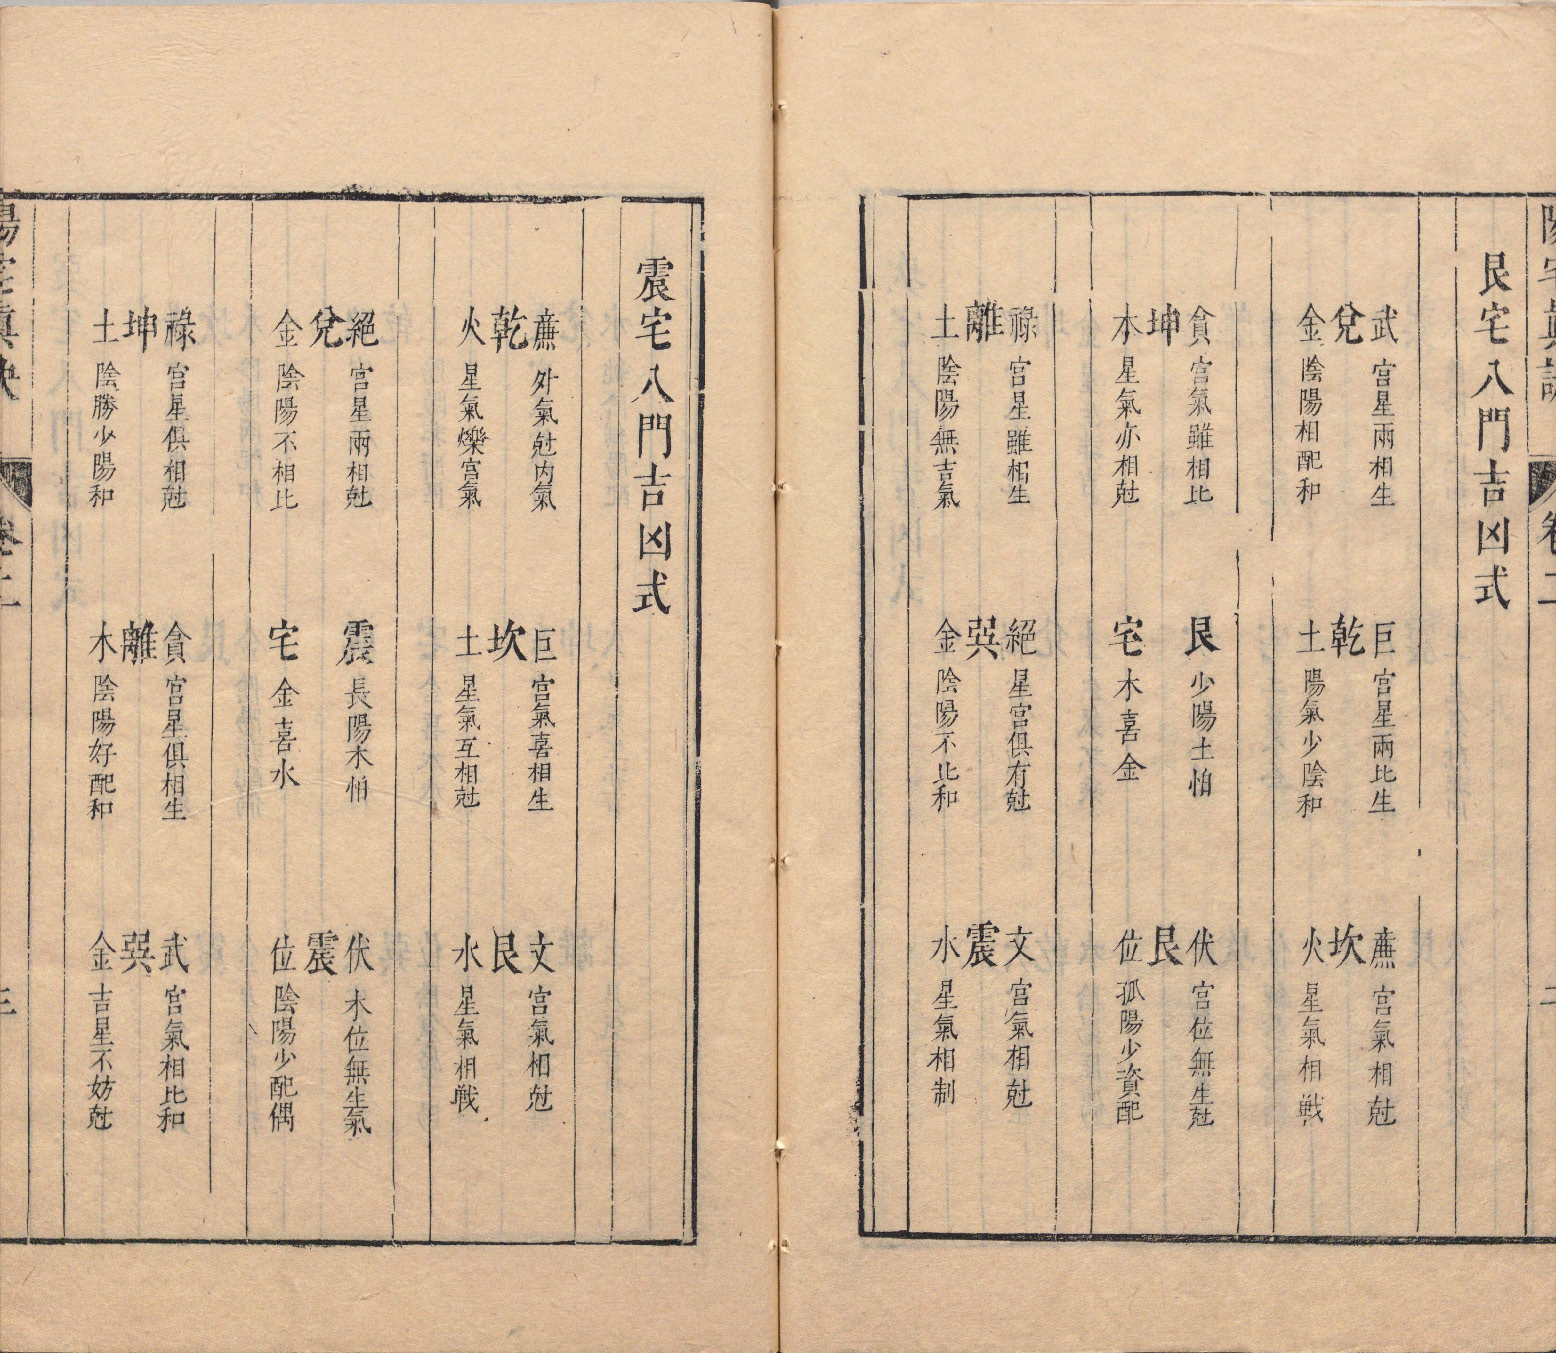 陽宅眞訣 卷二 二
艮宅八門吉凶式
武 宮星兩相生 巨 宮星兩比生 廉 宮氣相尅
兌 乾 坎
金 陰陽相配和 土 陽氣少陰和 火 星氣相戰
貪 宮氣雖相比 艮 少陽土怕 伏 宮位無生尅
坤 艮
木 星氣亦相尅 宅 木喜金 位 孤陽少資配
祿 宮星雖相生 絕 星宮俱有尅 文 宮氣相尅
離 巽 震
土 陰陽無吉氣 金 陰陽不比和 水 星氣相制
震宅八門吉凶式
廉 外氣尅内氣 巨 宮氣喜相生 文 宮氣相尅
乾 坎 艮
火 星氣爍宮氣 土 星氣互相尅 水 星氣相戰
絕 宮星兩相尅 震 長陽木怕 伏 木位無生氣
兌 震
金 陰陽不相比 宅 金喜水 位 陰陽少配偶
祿 宮星俱相尅 貪 宮星俱相生 武 宮氣相比和
坤 離 巽
土 陰勝少陽和 木 陰陽好配和 金 吉星不妨尅
陽宅眞訣 卷二 三